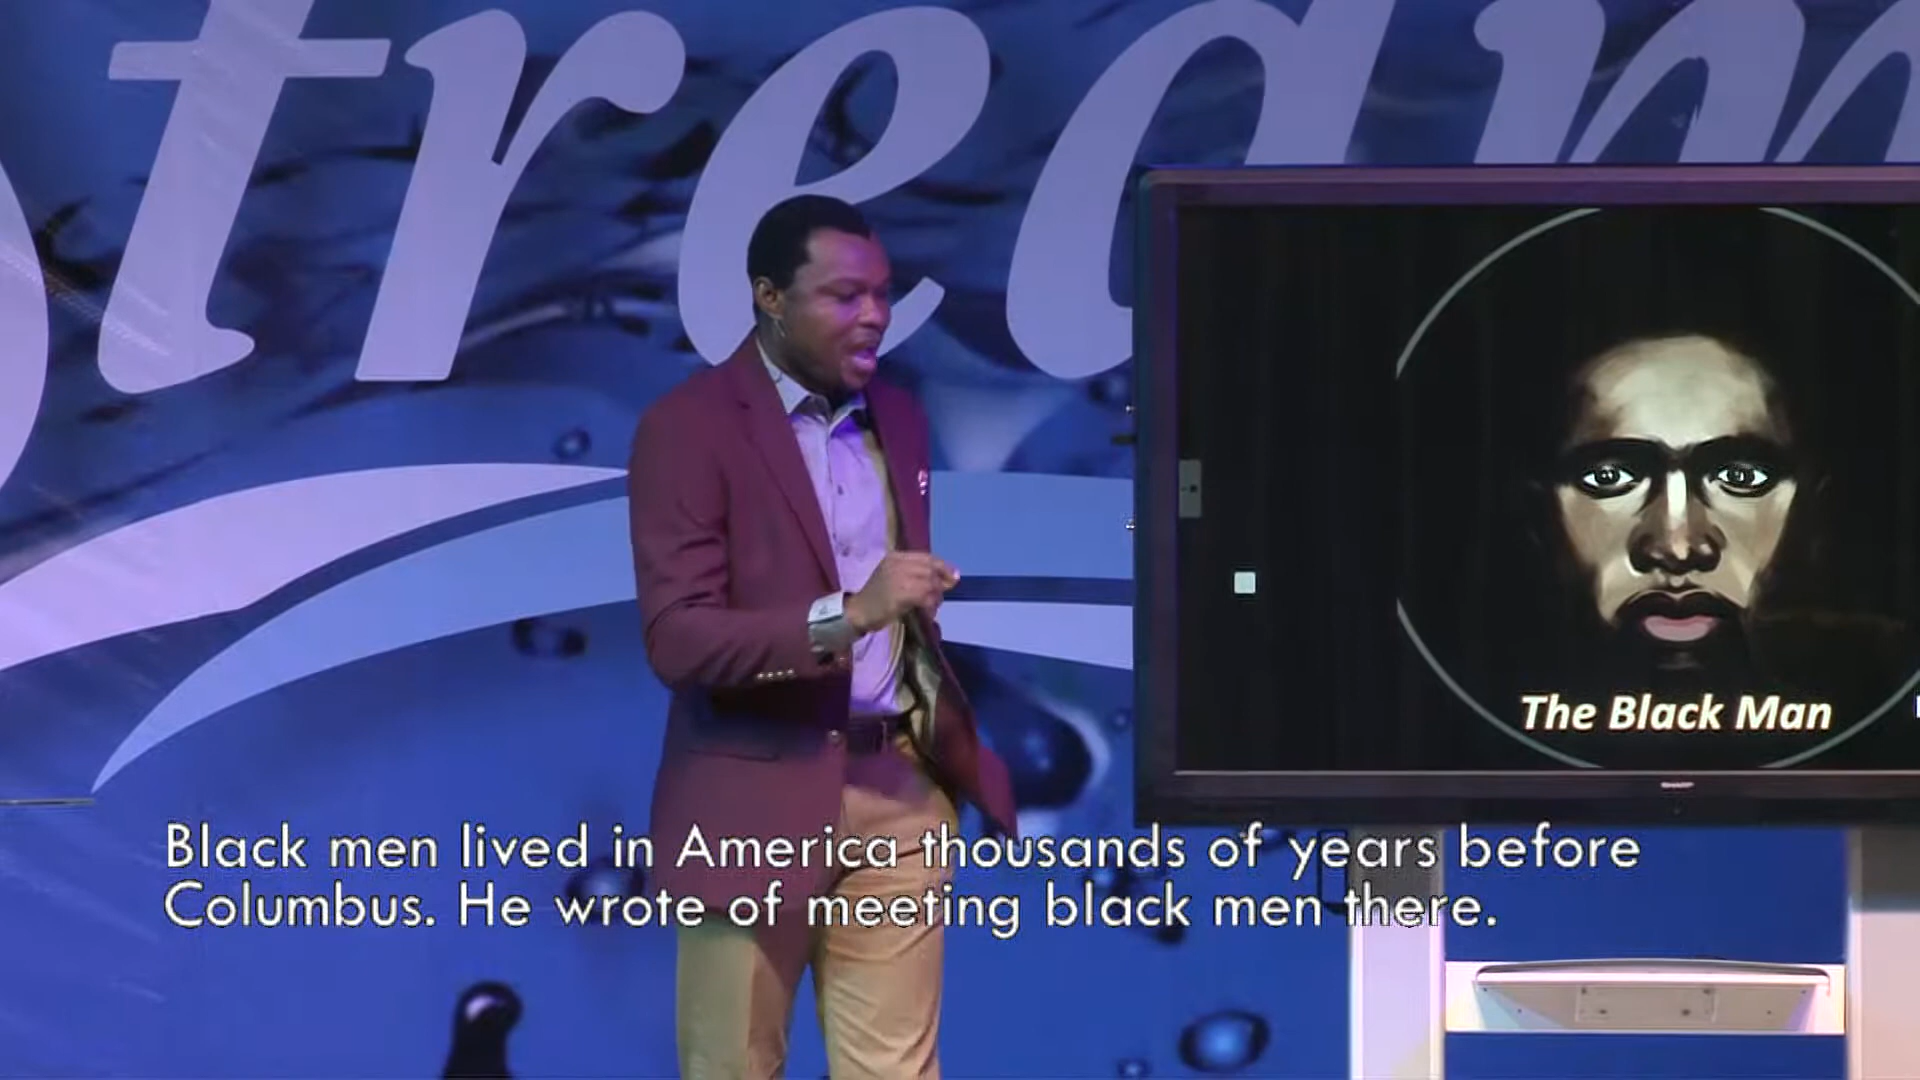 tream
The Black Man
Black men lived in America thousands of years before
Columbus. He wrote of meeting black men there.